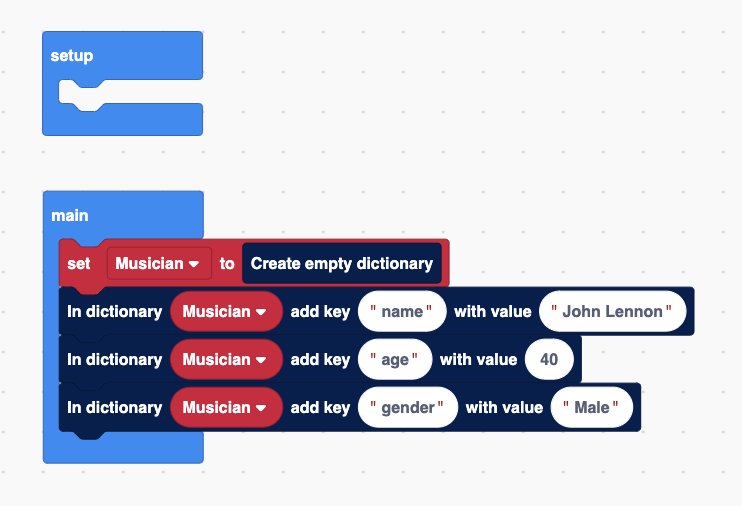 setup
main
set Musician to Create empty dictionary
In dictionary Musician add key "name" with value "John Lennon"
In dictionary Musician add key "age" with value 40
In dictionary Musician add key "gender" with value "Male"